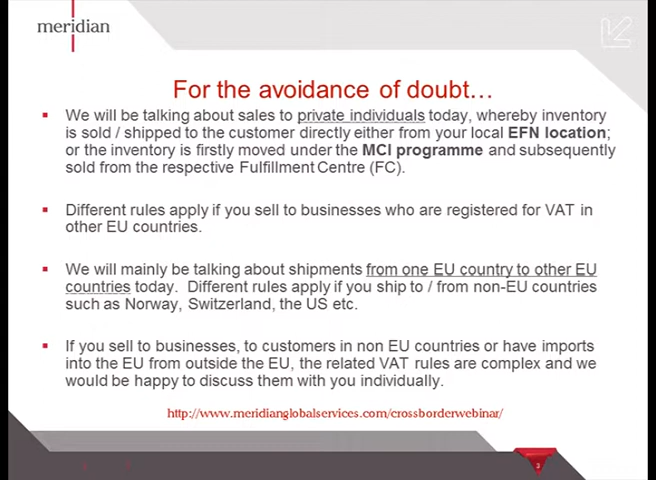 meridian
For the avoidance of doubt…
▪ We will be talking about sales to private individuals today, whereby inventory
is sold / shipped to the customer directly either from your local EFN location;
or the inventory is firstly moved under the MCI programme and subsequently
sold from the respective Fulfillment Centre (FC).
▪ Different rules apply if you sell to businesses who are registered for VAT in
other EU countries.
▪ We will mainly be talking about shipments from one EU country to other EU
countries today. Different rules apply if you ship to / from non-EU countries
such as Norway, Switzerland, the US etc.
▪ If you sell to businesses, to customers in non EU countries or have imports
into the EU from outside the EU, the related VAT rules are complex and we
would be happy to discuss them with you individually.
http://www.meridianglobalservices.com/crossborderwebinar/
3